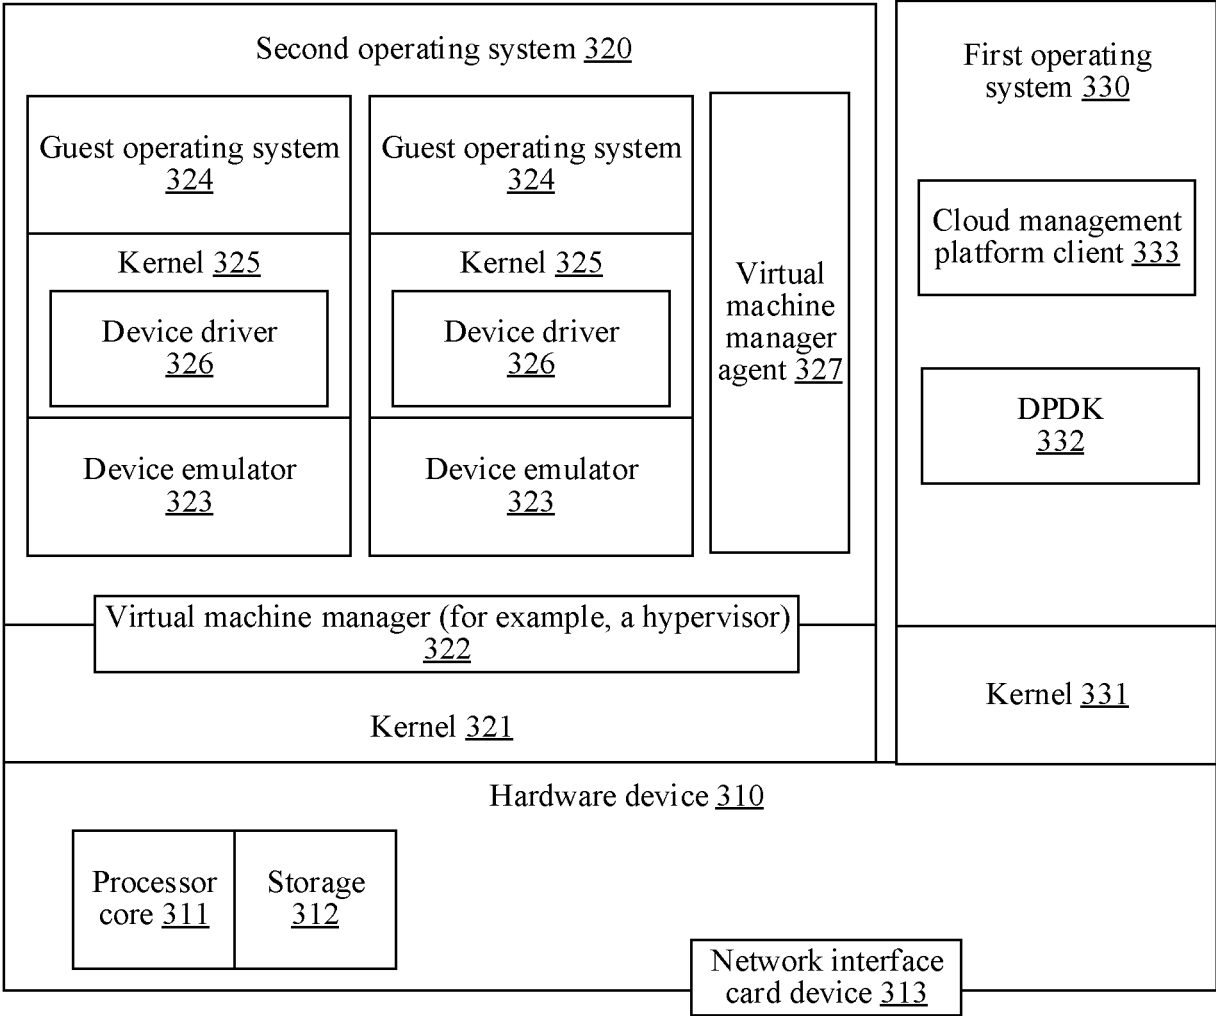 Second operating system 320
Guest operating system
324
Kernel 325
Device driver
326
Device emulator
323
Guest operating system
324
Kernel 325
Device driver
326
Device emulator
323
Virtual
machine
manager
agent 327
Virtual machine manager (for example, a hypervisor)
322
Kernel 321
First operating
system 330
Cloud management
platform client 333
DPDK
332
Kernel 331
Hardware device 310
Processor
core 311
Storage
312
Network interface
card device 313